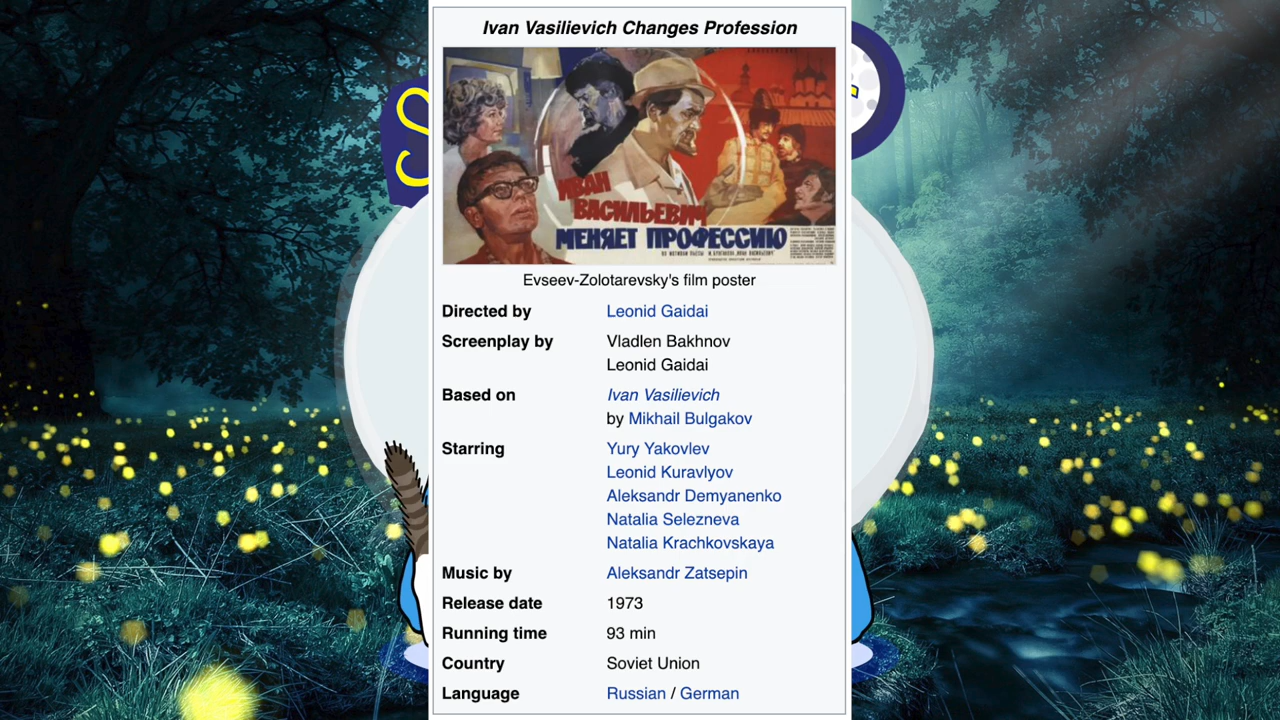 Ivan Vasilievich Changes Profession
ИВАН
ВАСИЛЬЕВИЧ
МЕНЯЕТ ПРОФЕССИЮ
Evseev-Zolotarevsky's film poster
Directed by Leonid Gaidai
Screenplay by Vladlen Bakhnov
Leonid Gaidai
Based on Ivan Vasilievich
by Mikhail Bulgakov
Starring Yury Yakovlev
Leonid Kuravlyov
Aleksandr Demyanenko
Natalia Selezneva
Natalia Krachkovskaya
Music by Aleksandr Zatsepin
Release date 1973
Running time 93 min
Country Soviet Union
Language Russian / German